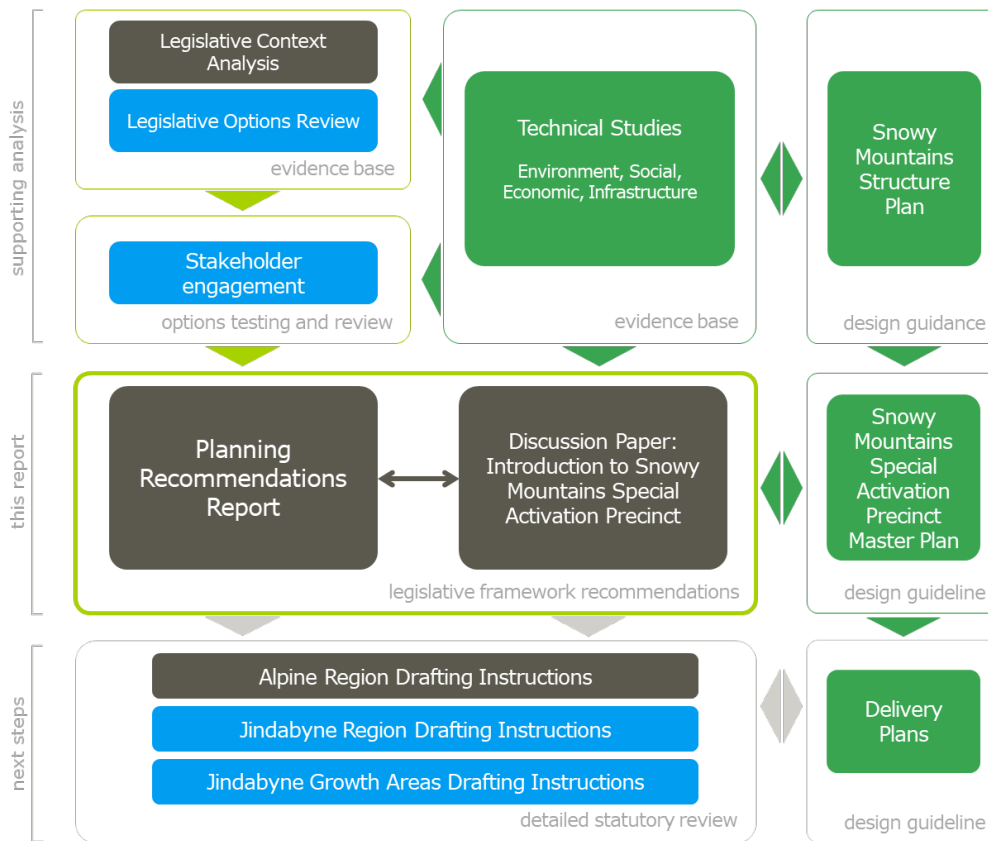 supporting analysis
Legislative Context
Analysis
Legislative Options Review
evidence base
Stakeholder
engagement
options testing and review
Technical Studies
Environment, Social,
Economic, Infrastructure
evidence base
Snowy
Mountains
Structure
Plan
design guidance
this report
Planning
Recommendations
Report
Discussion Paper:
Introduction to Snowy
Mountains Special
Activation Precinct
legislative framework recommendations
Snowy
Mountains
Special
Activation
Precinct
Master Plan
design guideline
next steps
Alpine Region Drafting Instructions
Jindabyne Region Drafting Instructions
Jindabyne Growth Areas Drafting Instructions
detailed statutory review
Delivery
Plans
design guideline